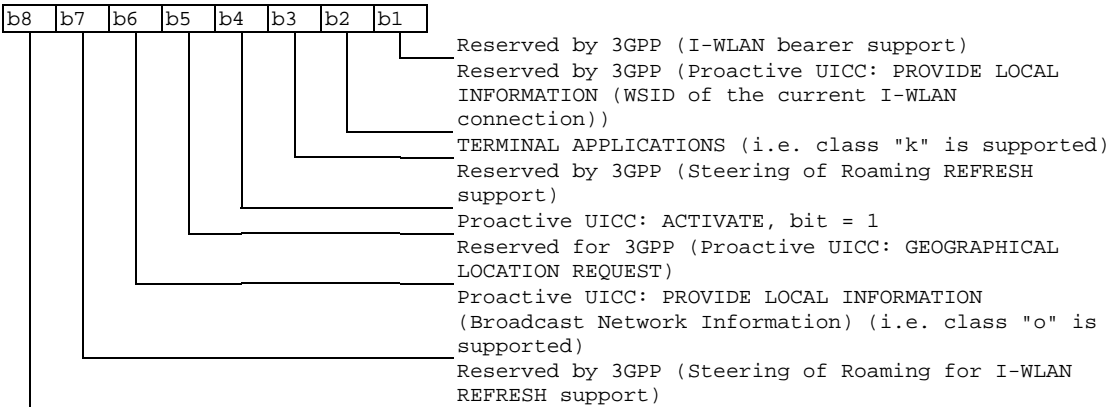 b8 b7 b6 b5 b4 b3 b2 b1
Reserved by 3GPP (I-WLAN bearer support)
Reserved by 3GPP (Proactive UICC: PROVIDE LOCAL
INFORMATION (WSID of the current I-WLAN
connection))
TERMINAL APPLICATIONS (i.e. class "k" is supported)
Reserved by 3GPP (Steering of Roaming REFRESH
support)
Proactive UICC: ACTIVATE, bit = 1
Reserved for 3GPP (Proactive UICC: GEOGRAPHICAL
LOCATION REQUEST)
Proactive UICC: PROVIDE LOCAL INFORMATION
(Broadcast Network Information) (i.e. class "o" is
supported)
Reserved by 3GPP (Steering of Roaming for I-WLAN
REFRESH support)